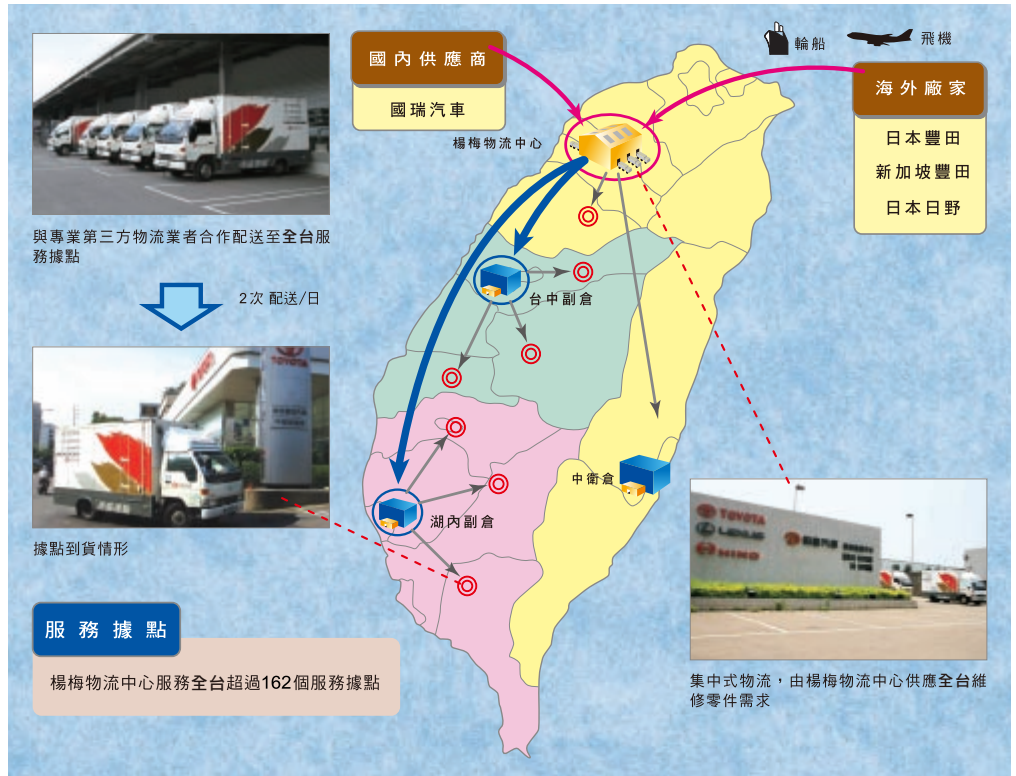 輪船
飛機
國內供應商
國瑞汽車
海外廠家
日本豐田
新加坡豐田
日本日野
楊梅物流中心
與專業第三方物流業者合作配送至全台服
務據點
2次 配送/日
台中副倉
TOYOTA
中衛倉
湖內副倉
據點到貨情形
TOYOTA
LEXUS
HINO
服務據點
楊梅物流中心服務全台超過162個服務據點
集中式物流，由楊梅物流中心供應全台維
修零件需求